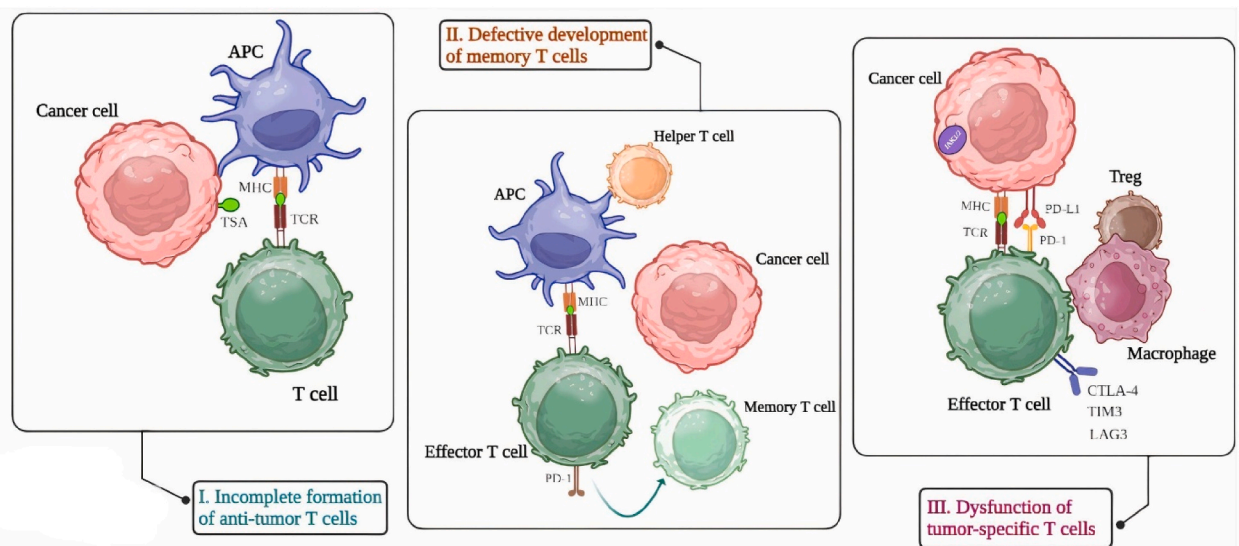 APC
Cancer cell
MHC
TSA
TCR
T cell
I. Incomplete formation
of anti-tumor T cells
II. Defective development
of memory T cells
Helper T cell
APC
Cancer cell
MHC
TCR
Memory T cell
Effector T cell
PD-1
Cancer cell
JAK1/2
Treg
MHC
PD-L1
TCR
PD-1
Macrophage
CTLA-4
Effector T cell
TIM3
LAG3
III. Dysfunction of
tumor-specific T cells